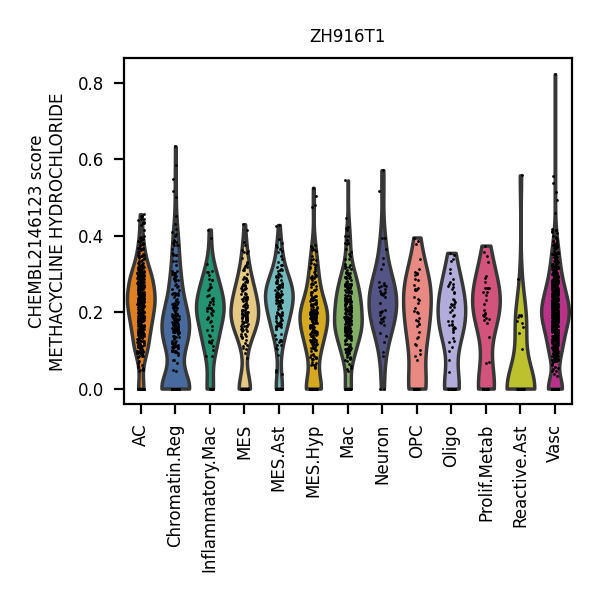 ZH916T1
CHEMBL2146123 score
METHACYCLINE HYDROCHLORIDE
0.8
0.6
0.4
0.2
0.0
AC
Chromatin.Reg
Inflammatory.Mac
MES
MES.Ast
MES.Hyp
Mac
Neuron
OPC
Oligo
Prolif.Metab
Reactive.Ast
Vasc